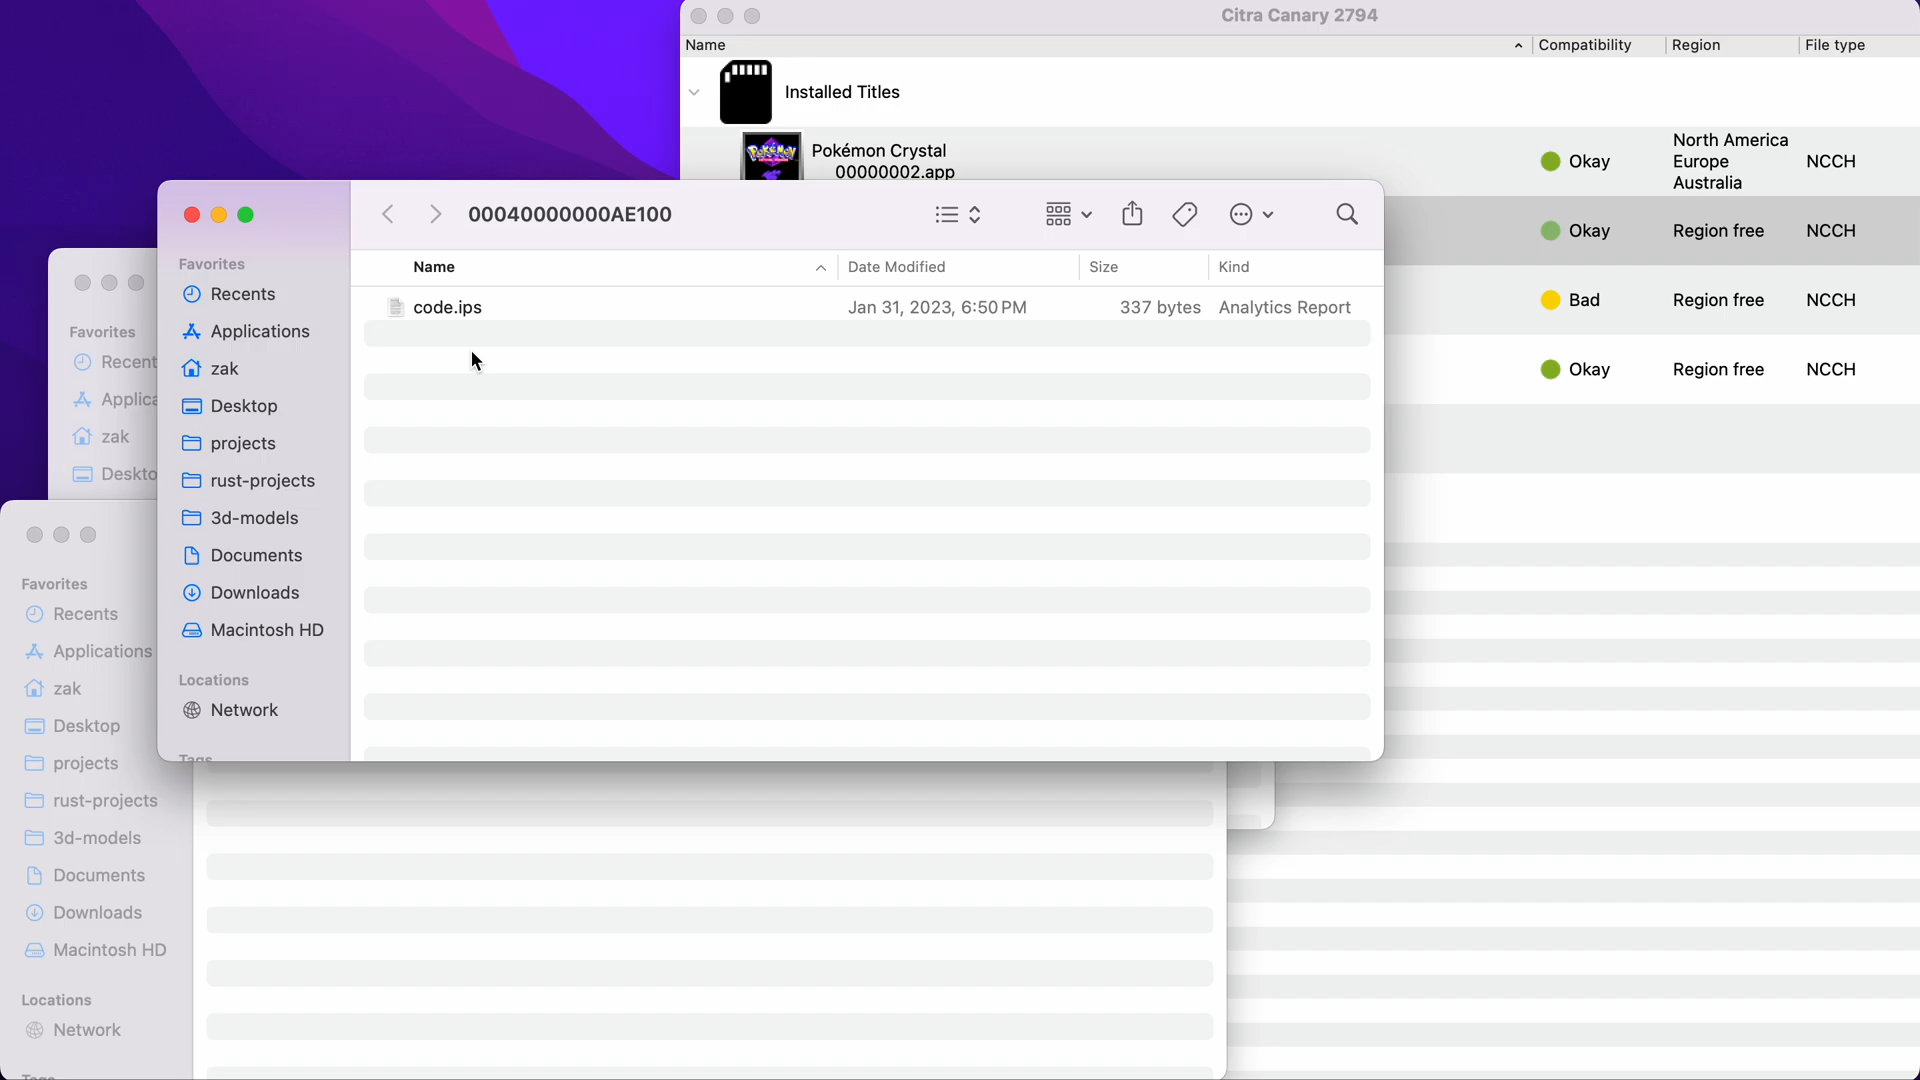 Citra Canary 2794
Name
Compatibility
Region
File type
Installed Titles
Pokémon Crystal
00000002.app
Okay
North America
Europe
Australia
NCCH
Okay
Region free
NCCH
Bad
Region free
NCCH
Okay
Region free
NCCH
00040000000AE100
Favorites
Recents
Applications
zak
Desktop
projects
rust-projects
3d-models
Documents
Downloads
Macintosh HD
Locations
Network
Tags
Name
Date Modified
Size
Kind
code.ips
Jan 31, 2023, 6:50 PM
337 bytes
Analytics Report
Favorites
Recent
Applica
zak
Deskto
Favorites
Recents
Applications
zak
Desktop
projects
rust-projects
3d-models
Documents
Downloads
Macintosh HD
Locations
Network
Tags